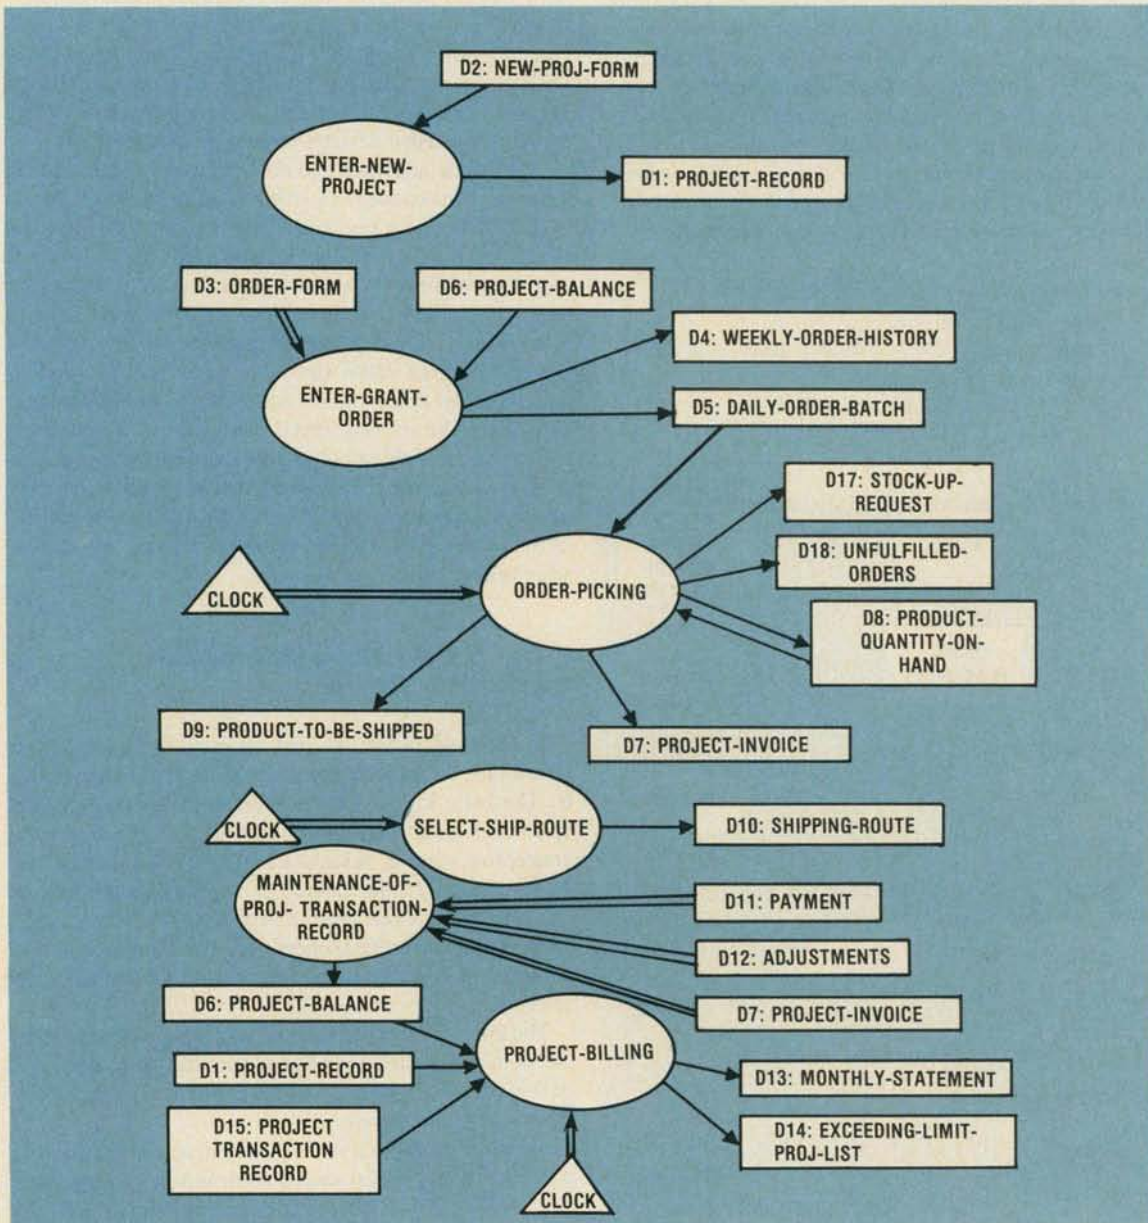 D2: NEW-PROJ-FORM
ENTER-NEW-
PROJECT
D1: PROJECT-RECORD
D3: ORDER-FORM
D6: PROJECT-BALANCE
D4: WEEKLY-ORDER-HISTORY
ENTER-GRANT-
ORDER
D5: DAILY-ORDER-BATCH
D17: STOCK-UP-
REQUEST
D18: UNFULFILLED-
ORDERS
CLOCK
ORDER-PICKING
D8: PRODUCT-
QUANTITY-ON-
HAND
D9: PRODUCT-TO-BE-SHIPPED
D7: PROJECT-INVOICE
CLOCK
SELECT-SHIP-ROUTE
D10: SHIPPING-ROUTE
MAINTENANCE-OF-
PROJ- TRANSACTION-
RECORD
D11: PAYMENT
D12: ADJUSTMENTS
D6: PROJECT-BALANCE
D7: PROJECT-INVOICE
PROJECT-BILLING
D1: PROJECT-RECORD
D13: MONTHLY-STATEMENT
D15: PROJECT
TRANSACTION
RECORD
D14: EXCEEDING-LIMIT-
PROJ-LIST
CLOCK